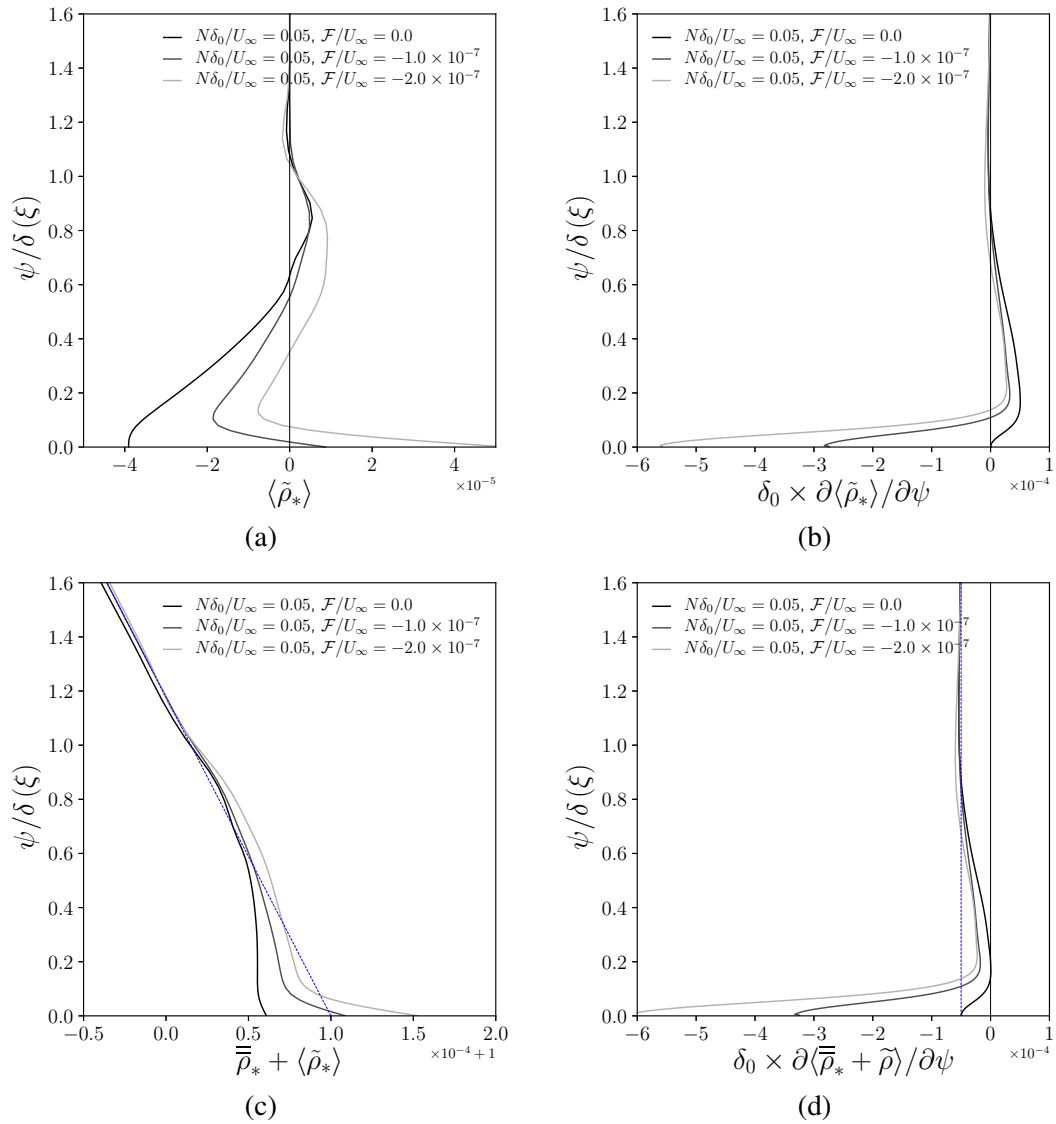 1.6
1.4
1.2
1.0
0.8
0.6
0.4
0.2
0.0
ψ/δ(ξ)
Nδ₀/U∞ = 0.05, ℱ/U∞ = 0.0
Nδ₀/U∞ = 0.05, ℱ/U∞ = −1.0 × 10⁻⁷
Nδ₀/U∞ = 0.05, ℱ/U∞ = −2.0 × 10⁻⁷
−4 −2 0 2 4
×10⁻⁵
⟨ρ̃∗⟩
(a)
1.6
1.4
1.2
1.0
0.8
0.6
0.4
0.2
0.0
ψ/δ(ξ)
Nδ₀/U∞ = 0.05, ℱ/U∞ = 0.0
Nδ₀/U∞ = 0.05, ℱ/U∞ = −1.0 × 10⁻⁷
Nδ₀/U∞ = 0.05, ℱ/U∞ = −2.0 × 10⁻⁷
−6 −5 −4 −3 −2 −1 0 1
×10⁻⁴
δ₀ × ∂⟨ρ̃∗⟩/∂ψ
(b)
1.6
1.4
1.2
1.0
0.8
0.6
0.4
0.2
0.0
ψ/δ(ξ)
Nδ₀/U∞ = 0.05, ℱ/U∞ = 0.0
Nδ₀/U∞ = 0.05, ℱ/U∞ = −1.0 × 10⁻⁷
Nδ₀/U∞ = 0.05, ℱ/U∞ = −2.0 × 10⁻⁷
−0.5 0.0 0.5 1.0 1.5 2.0
×10⁻⁴+1
ρ̿∗ + ⟨ρ̃∗⟩
(c)
1.6
1.4
1.2
1.0
0.8
0.6
0.4
0.2
0.0
ψ/δ(ξ)
Nδ₀/U∞ = 0.05, ℱ/U∞ = 0.0
Nδ₀/U∞ = 0.05, ℱ/U∞ = −1.0 × 10⁻⁷
Nδ₀/U∞ = 0.05, ℱ/U∞ = −2.0 × 10⁻⁷
−6 −5 −4 −3 −2 −1 0 1
×10⁻⁴
δ₀ × ∂⟨ρ̿∗ + ρ̃⟩/∂ψ
(d)